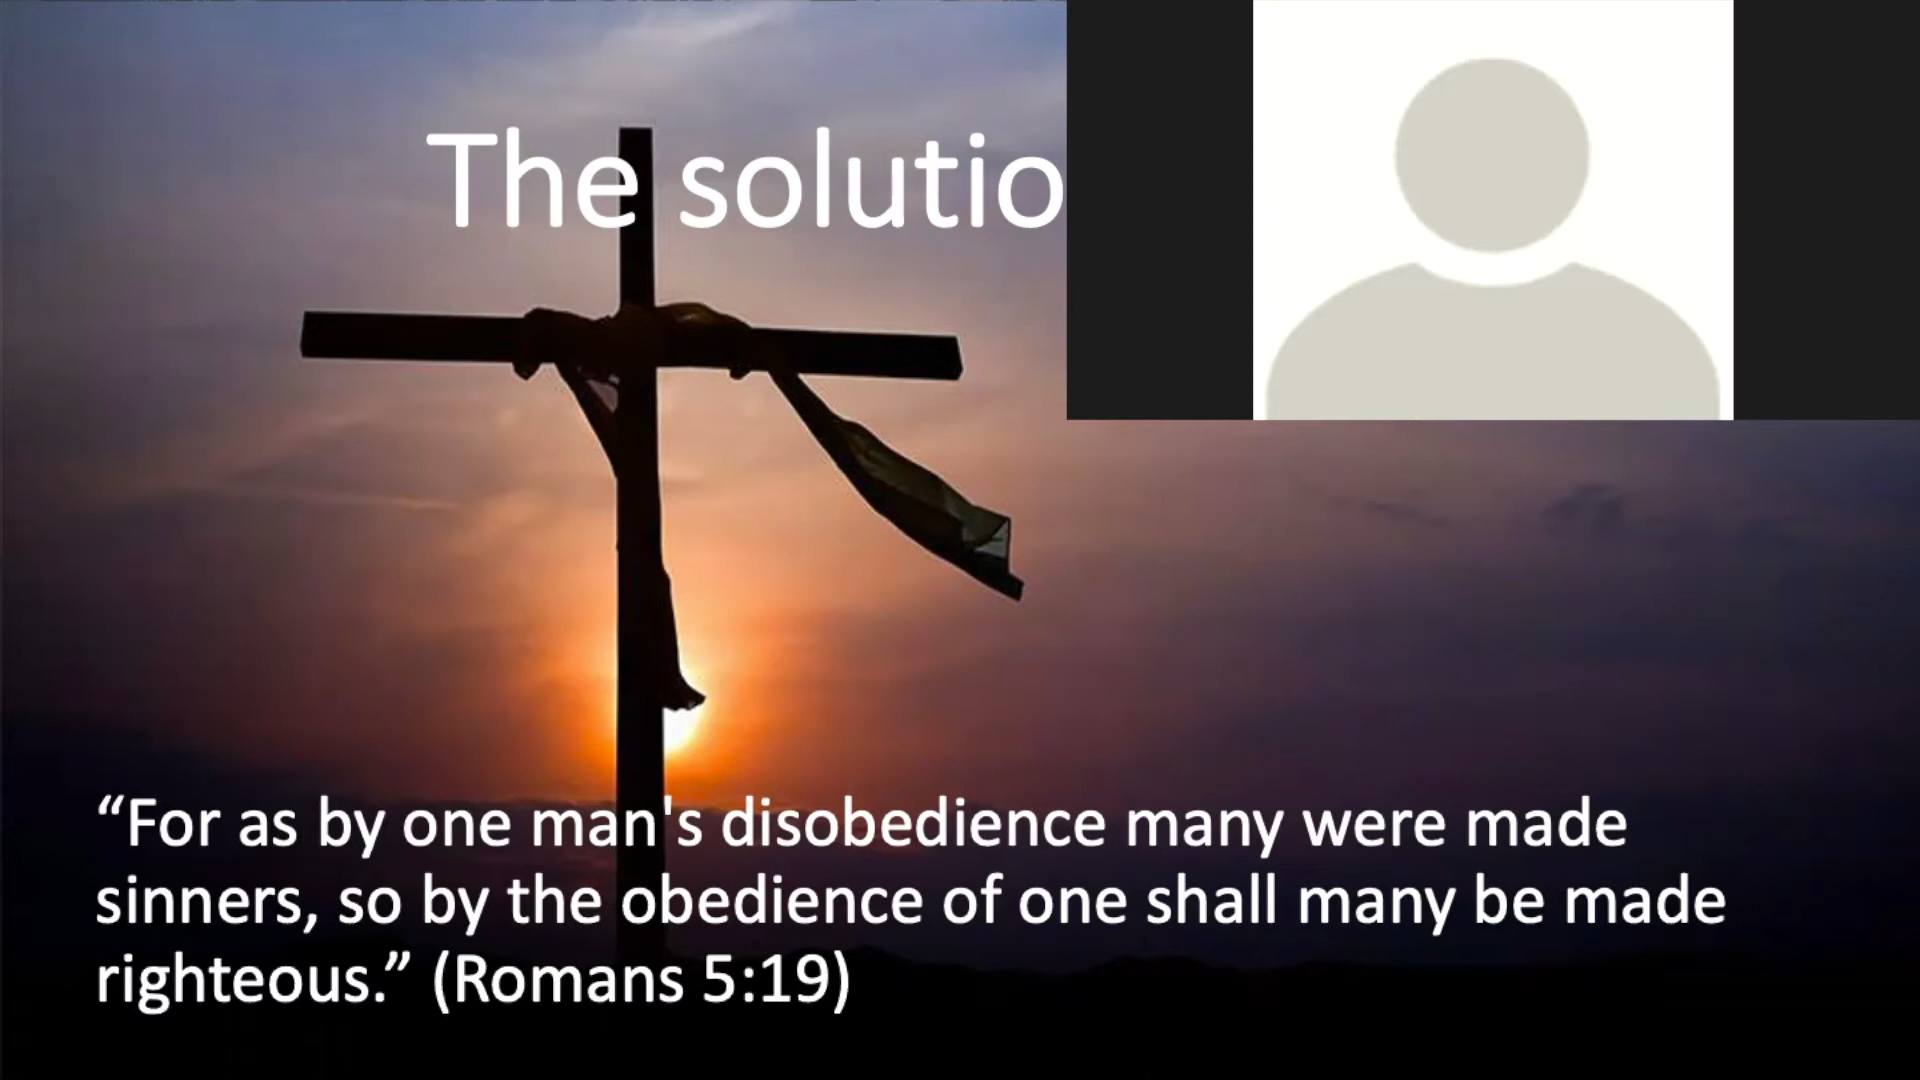 The solutio
“For as by one man's disobedience many were made
sinners, so by the obedience of one shall many be made
righteous.” (Romans 5:19)